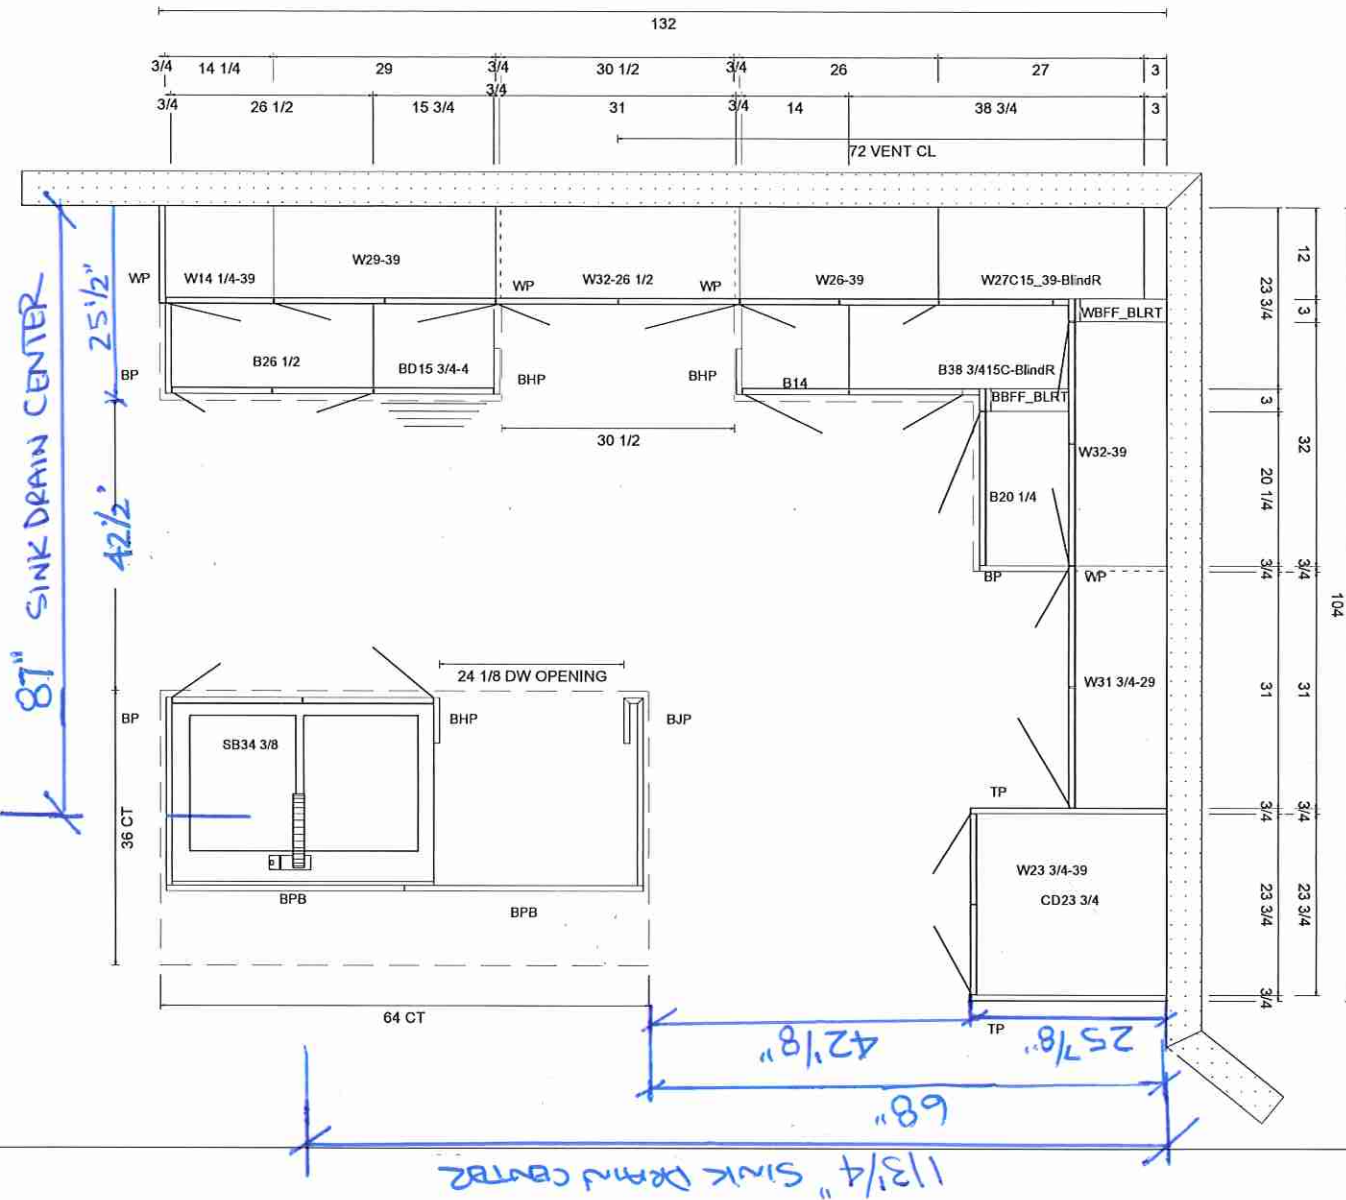 132
3/4 14 1/4 29 3/4 30 1/2 3/4 26 27 3
3/4 26 1/2 15 3/4 3/4 31 3/4 14 38 3/4 3
72 VENT CL
WP W14 1/4-39 W29-39 WP W32-26 1/2 WP W26-39 W27C15_39-BlindR
WBFF_BLRT
BP B26 1/2 BD15 3/4-4 BHP BHP B14 B38 3/415C-BlindR
BBFF_BLRT
30 1/2
W32-39
B20 1/4
BP WP
24 1/8 DW OPENING
W31 3/4-29
BP SB34 3/8 BHP BJP
TP
W23 3/4-39
CD23 3/4
BPB BPB
36 CT
64 CT
TP
23 3/4 3 20 1/4 3/4 31 3/4 23 3/4 3/4
12 3 32 3/4 31 3/4 23 3/4
104
87" SINK DRAIN CENTER
25 1/2"
42 1/2"
42 1/8"
25 7/8"
68"
113 1/4" SINK DRAIN CENTER